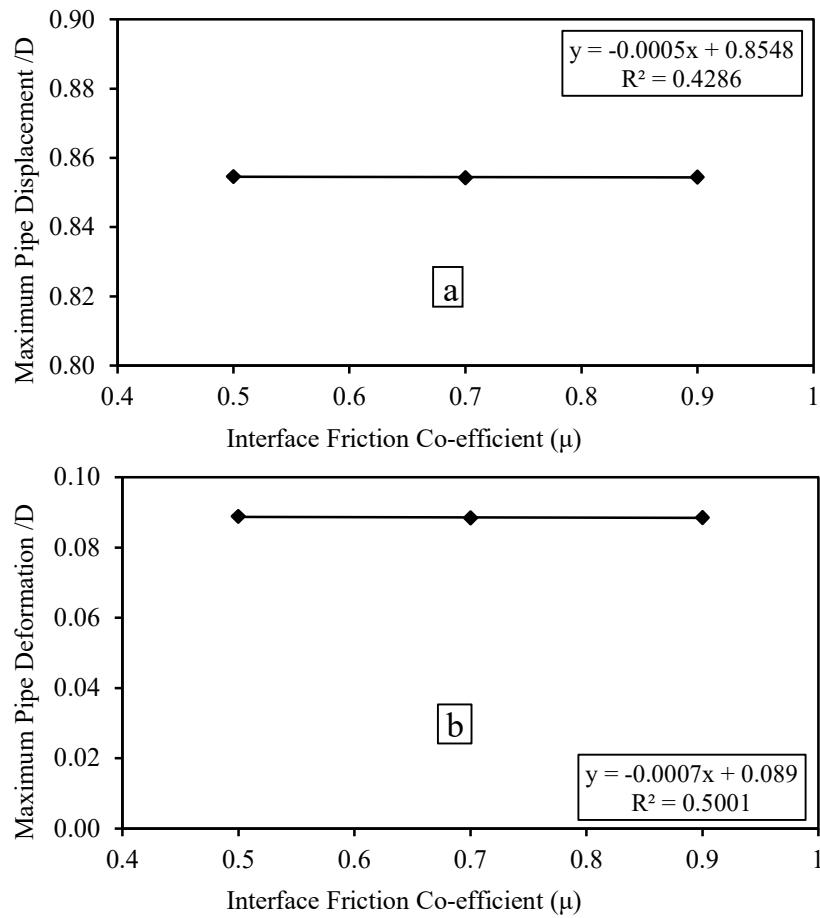 0.90
0.88
0.86
0.84
0.82
0.80
Maximum Pipe Displacement /D
y = -0.0005x + 0.8548
R² = 0.4286
a
0.4 0.5 0.6 0.7 0.8 0.9 1
Interface Friction Co-efficient (μ)
0.10
0.08
0.06
0.04
0.02
0.00
Maximum Pipe Deformation /D
b
y = -0.0007x + 0.089
R² = 0.5001
0.4 0.5 0.6 0.7 0.8 0.9 1
Interface Friction Co-efficient (μ)